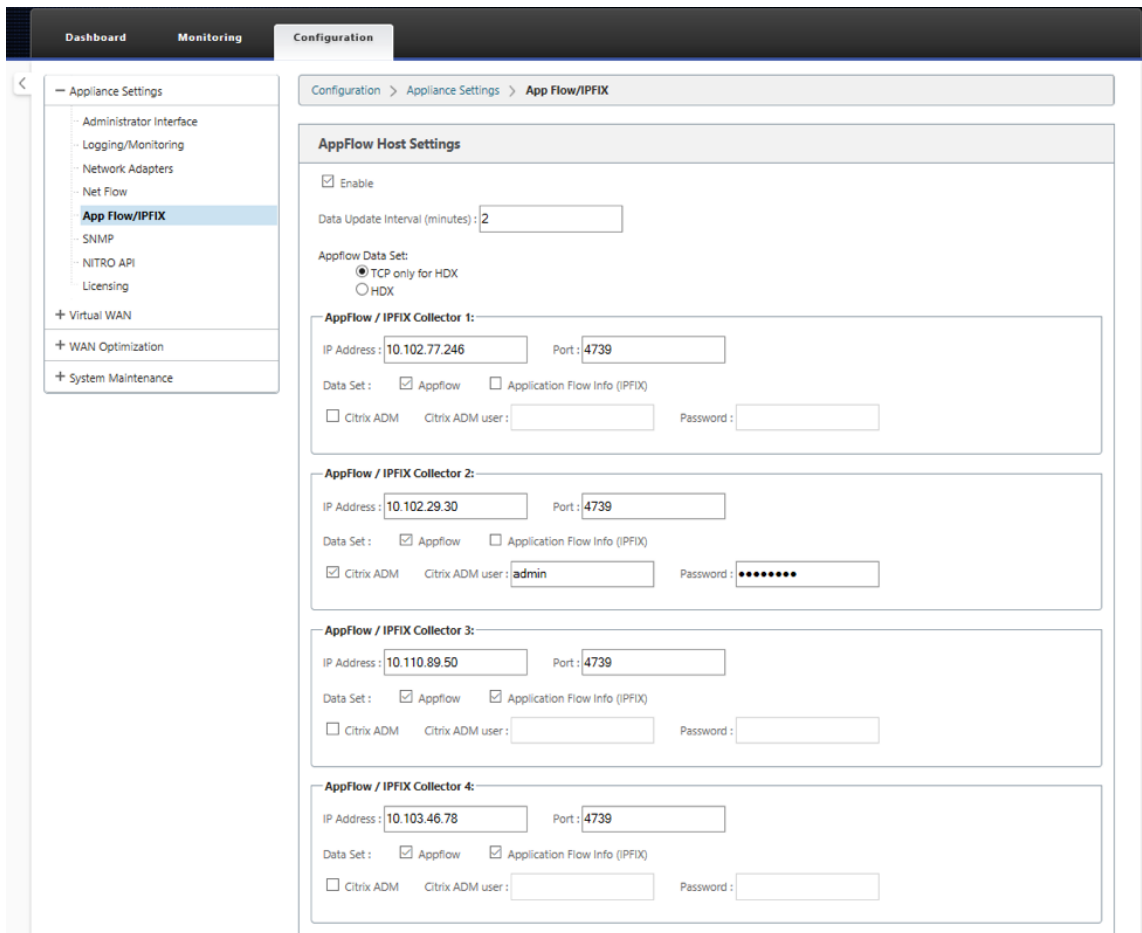 Dashboard Monitoring Configuration
− Appliance Settings
Administrator Interface
Logging/Monitoring
Network Adapters
Net Flow
App Flow/IPFIX
SNMP
NITRO API
Licensing
+ Virtual WAN
+ WAN Optimization
+ System Maintenance
Configuration > Appliance Settings > App Flow/IPFIX
AppFlow Host Settings
Enable
Data Update Interval (minutes) : 2
Appflow Data Set:
TCP only for HDX
HDX
AppFlow / IPFIX Collector 1:
IP Address : 10.102.77.246 Port : 4739
Data Set : Appflow Application Flow Info (IPFIX)
Citrix ADM Citrix ADM user : Password :
AppFlow / IPFIX Collector 2:
IP Address : 10.102.29.30 Port : 4739
Data Set : Appflow Application Flow Info (IPFIX)
Citrix ADM Citrix ADM user : admin Password : ••••••••
AppFlow / IPFIX Collector 3:
IP Address : 10.110.89.50 Port : 4739
Data Set : Appflow Application Flow Info (IPFIX)
Citrix ADM Citrix ADM user : Password :
AppFlow / IPFIX Collector 4:
IP Address : 10.103.46.78 Port : 4739
Data Set : Appflow Application Flow Info (IPFIX)
Citrix ADM Citrix ADM user : Password :